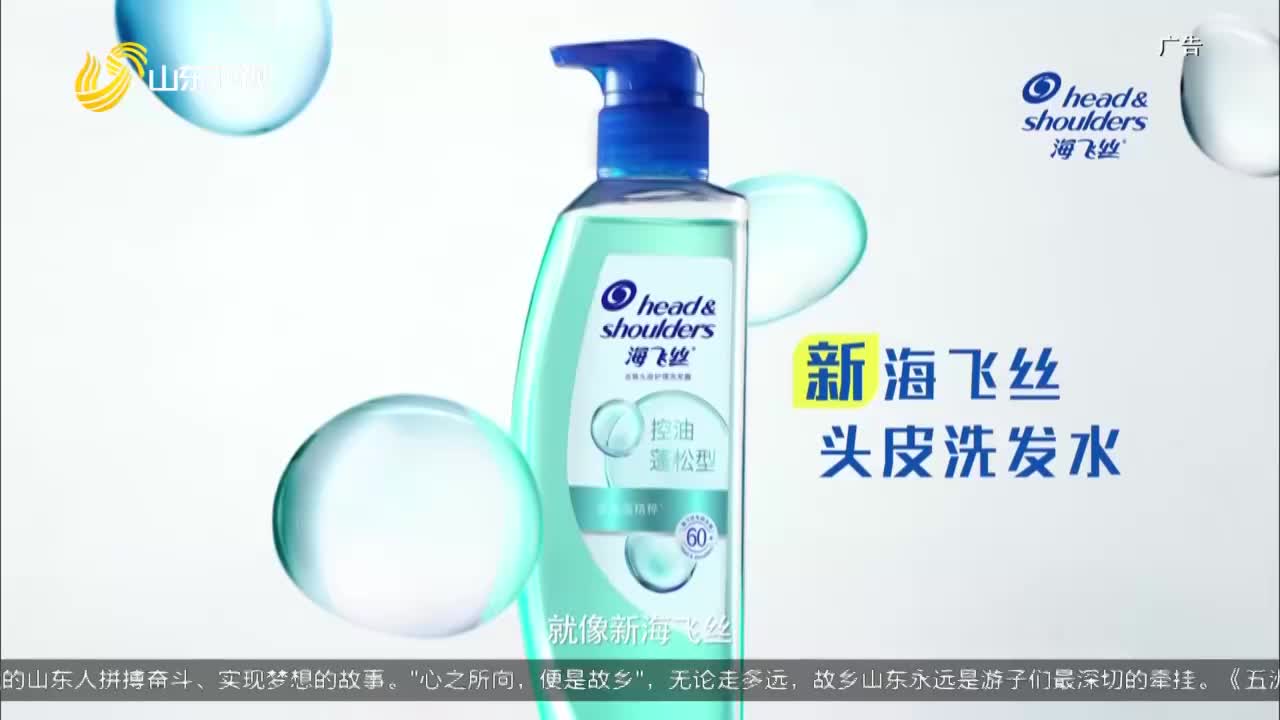 山东卫视
广告
head&
shoulders
海飞丝
head&
shoulders
海飞丝
控油
蓬松型
60
新海飞丝
头皮洗发水
就像新海飞丝
的山东人拼搏奋斗、实现梦想的故事。"心之所向，便是故乡"，无论走多远，故乡山东永远是游子们最深切的牵挂。《五洲